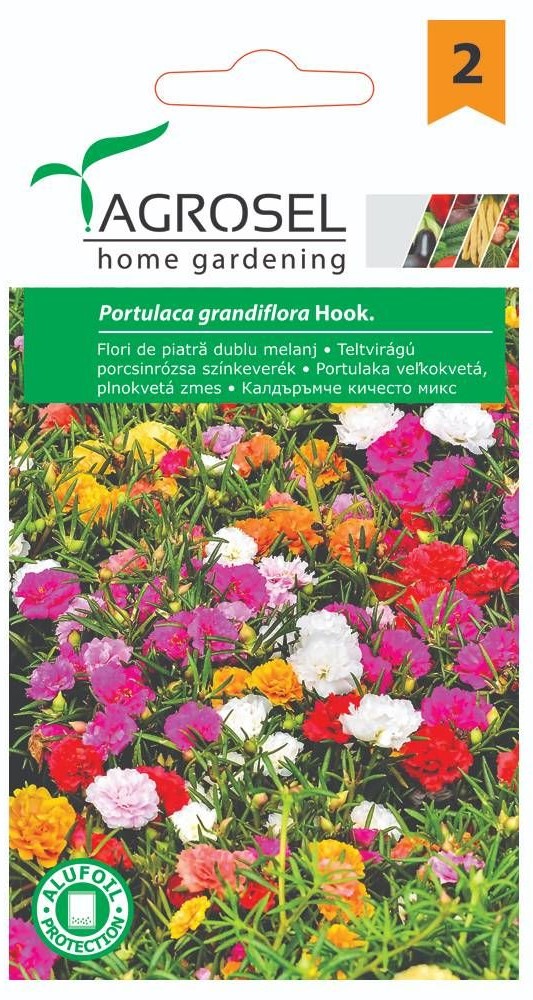 2
AGROSEL
home gardening
Portulaca grandiflora Hook.
Flori de piatră dublu melanj • Teltvirágú
porcsinrózsa színkeverék • Portulaka veľkokvetá,
plnokvetá zmes • Калдъръмче кичесто микс
ALUFOIL
• PROTECTION •